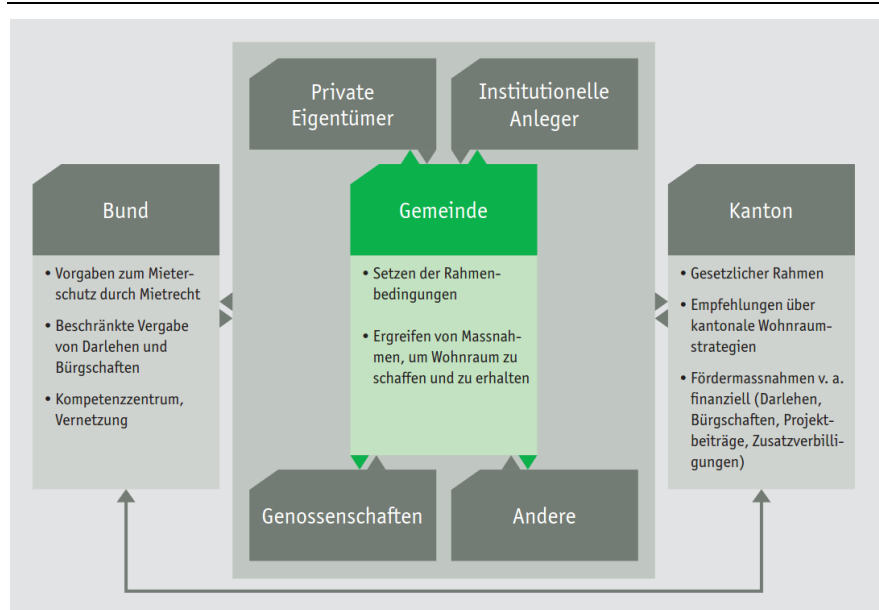 Private
Eigentümer
Institutionelle
Anleger
Bund
• Vorgaben zum Mieter-
schutz durch Mietrecht
• Beschränkte Vergabe
von Darlehen und
Bürgschaften
• Kompetenzzentrum,
Vernetzung
Gemeinde
• Setzen der Rahmen-
bedingungen
• Ergreifen von Massnah-
men, um Wohnraum zu
schaffen und zu erhalten
Kanton
• Gesetzlicher Rahmen
• Empfehlungen über
kantonale Wohnraum-
strategien
• Fördermassnahmen v. a.
finanziell (Darlehen,
Bürgschaften, Projekt-
beiträge, Zusatzverbilli-
gungen)
Genossenschaften
Andere